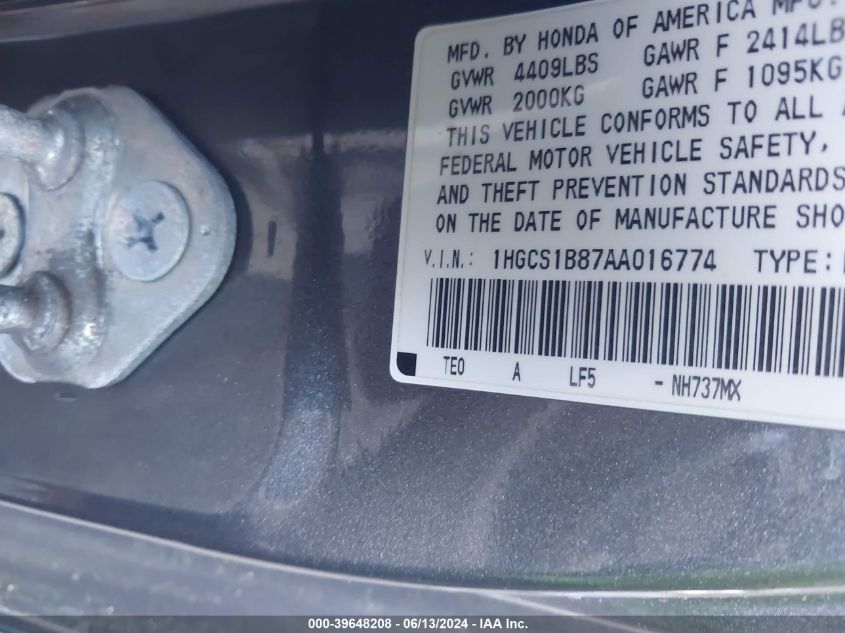 MFD. BY HONDA OF AMERICA MFG.
GVWR 4409LBS GAWR F 2414LB
GVWR 2000KG GAWR F 1095KG
THIS VEHICLE CONFORMS TO ALL
FEDERAL MOTOR VEHICLE SAFETY,
AND THEFT PREVENTION STANDARDS
ON THE DATE OF MANUFACTURE SHO
V.I.N.: 1HGCS1B87AA016774 TYPE:
TE0 A LF5 - NH737MX
000-39648208 - 06/13/2024 - IAA, Inc.